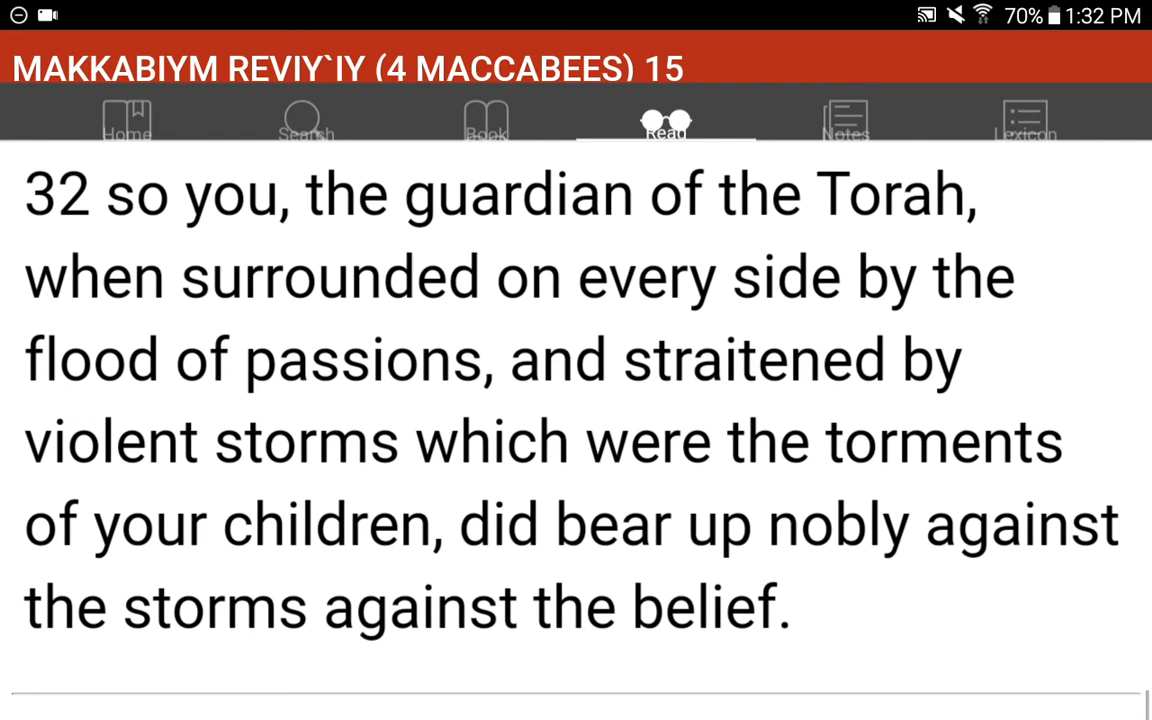 70% 1:32 PM
MAKKABIYM REVIY`IY (4 MACCABEES) 15
Home Search Book Read Notes Lexicon
32 so you, the guardian of the Torah,
when surrounded on every side by the
flood of passions, and straitened by
violent storms which were the torments
of your children, did bear up nobly against
the storms against the belief.